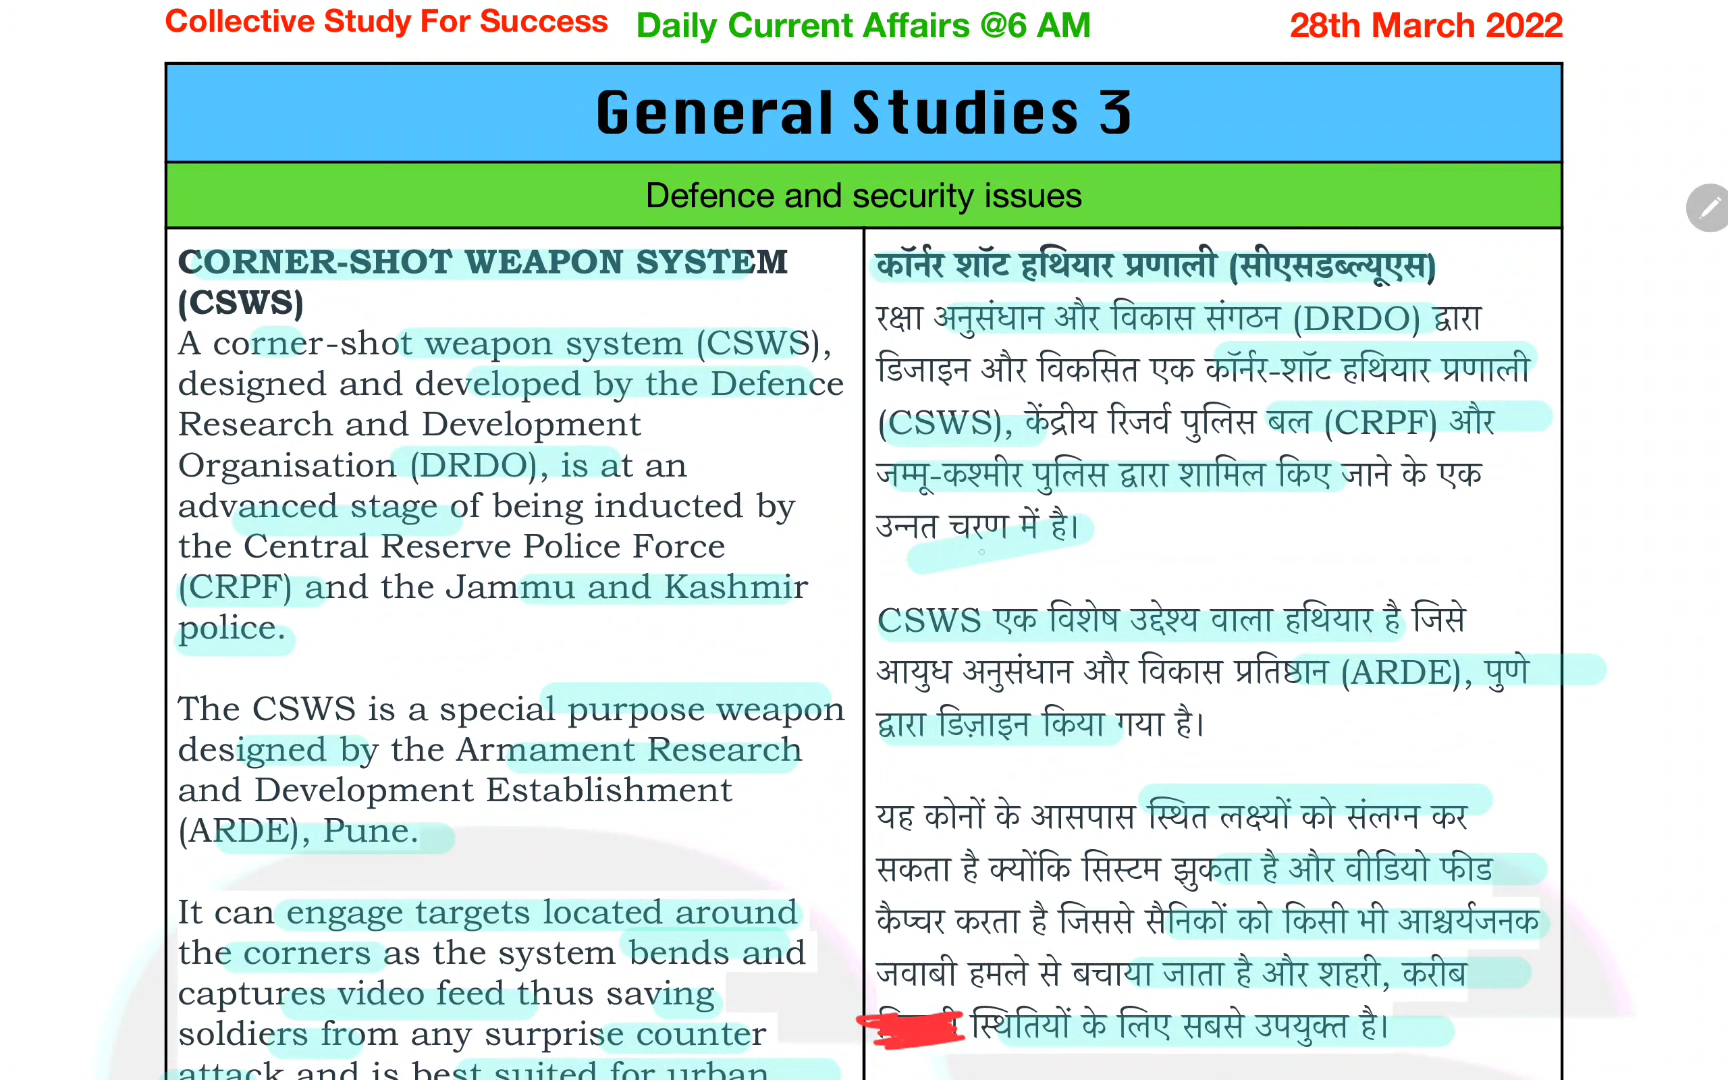 Collective Study For Success Daily Current Affairs @6 AM 28th March 2022
General Studies 3
Defence and security issues
CORNER-SHOT WEAPON SYSTEM
(CSWS)
A corner-shot weapon system (CSWS),
designed and developed by the Defence
Research and Development
Organisation (DRDO), is at an
advanced stage of being inducted by
the Central Reserve Police Force
(CRPF) and the Jammu and Kashmir
police.
The CSWS is a special purpose weapon
designed by the Armament Research
and Development Establishment
(ARDE), Pune.
It can engage targets located around
the corners as the system bends and
captures video feed thus saving
soldiers from any surprise counter
attack and is best suited for urban,
कॉर्नर शॉट हथियार प्रणाली (सीएसडब्ल्यूएस)
रक्षा अनुसंधान और विकास संगठन (DRDO) द्वारा
डिजाइन और विकसित एक कॉर्नर-शॉट हथियार प्रणाली
(CSWS), केंद्रीय रिजर्व पुलिस बल (CRPF) और
जम्मू-कश्मीर पुलिस द्वारा शामिल किए जाने के एक
उन्नत चरण में है।
CSWS एक विशेष उद्देश्य वाला हथियार है जिसे
आयुध अनुसंधान और विकास प्रतिष्ठान (ARDE), पुणे
द्वारा डिज़ाइन किया गया है।
यह कोनों के आसपास स्थित लक्ष्यों को संलग्न कर
सकता है क्योंकि सिस्टम झुकता है और वीडियो फीड
कैप्चर करता है जिससे सैनिकों को किसी भी आश्चर्यजनक
जवाबी हमले से बचाया जाता है और शहरी, करीब
स्थितियों के लिए सबसे उपयुक्त है।